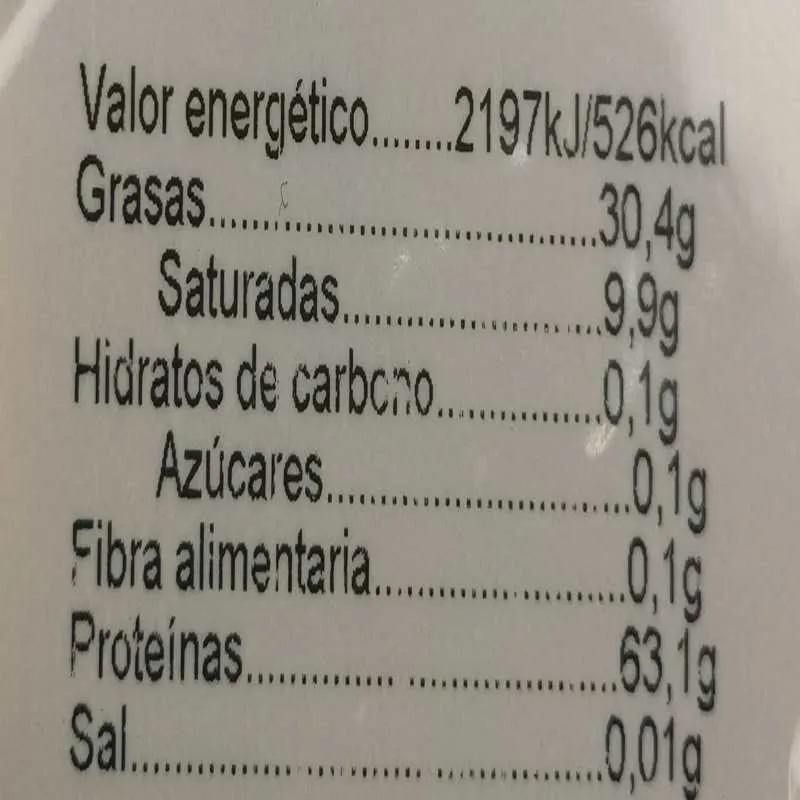 Valor energético........2197kJ/526kcal
Grasas..............................30,4g
Saturadas........................9,9g
Hidratos de carbono................0,1g
Azúcares.........................0,1g
Fibra alimentaria....................0,1g
Proteínas............................63,1g
Sal..................................0,01g